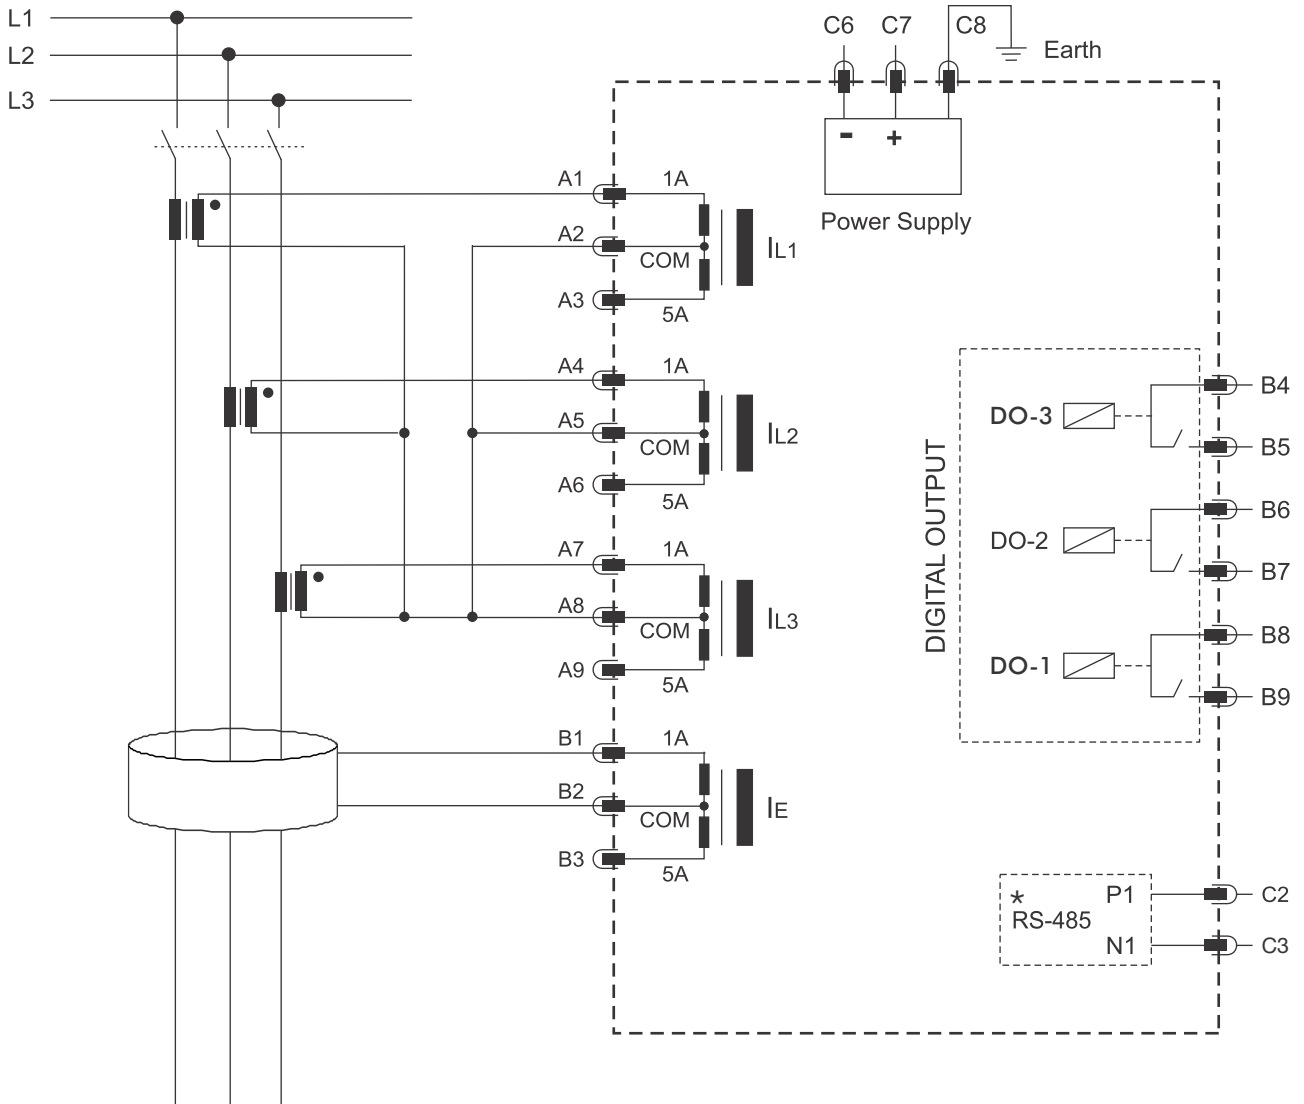 L1
L2
L3
C6 C7 C8
Earth
- +
Power Supply
A1 1A
A2
COM
IL1
A3
5A
A4 1A
A5
COM
IL2
A6
5A
A7 1A
A8
COM
IL3
A9
5A
B1 1A
B2
COM
IE
B3
5A
DIGITAL OUTPUT
DO-3
B4
B5
DO-2
B6
B7
DO-1
B8
B9
* P1
RS-485
N1
C2
C3